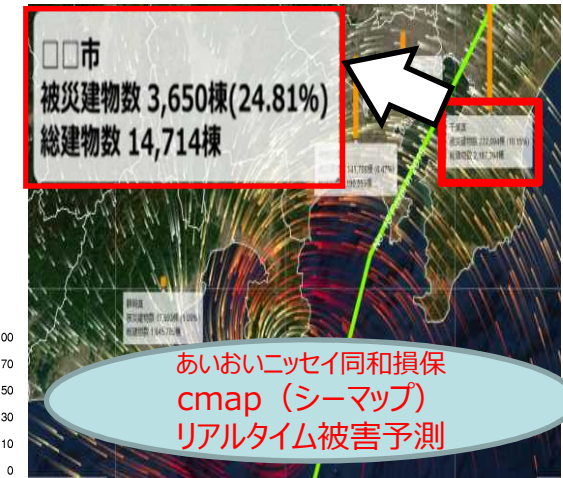 □□市
被災建物数 3,650棟(24.81%)
総建物数 14,714棟
千葉県
静岡県
00
70
50
30
10
0
あいおいニッセイ同和損保
cmap（シーマップ）
リアルタイム被害予測